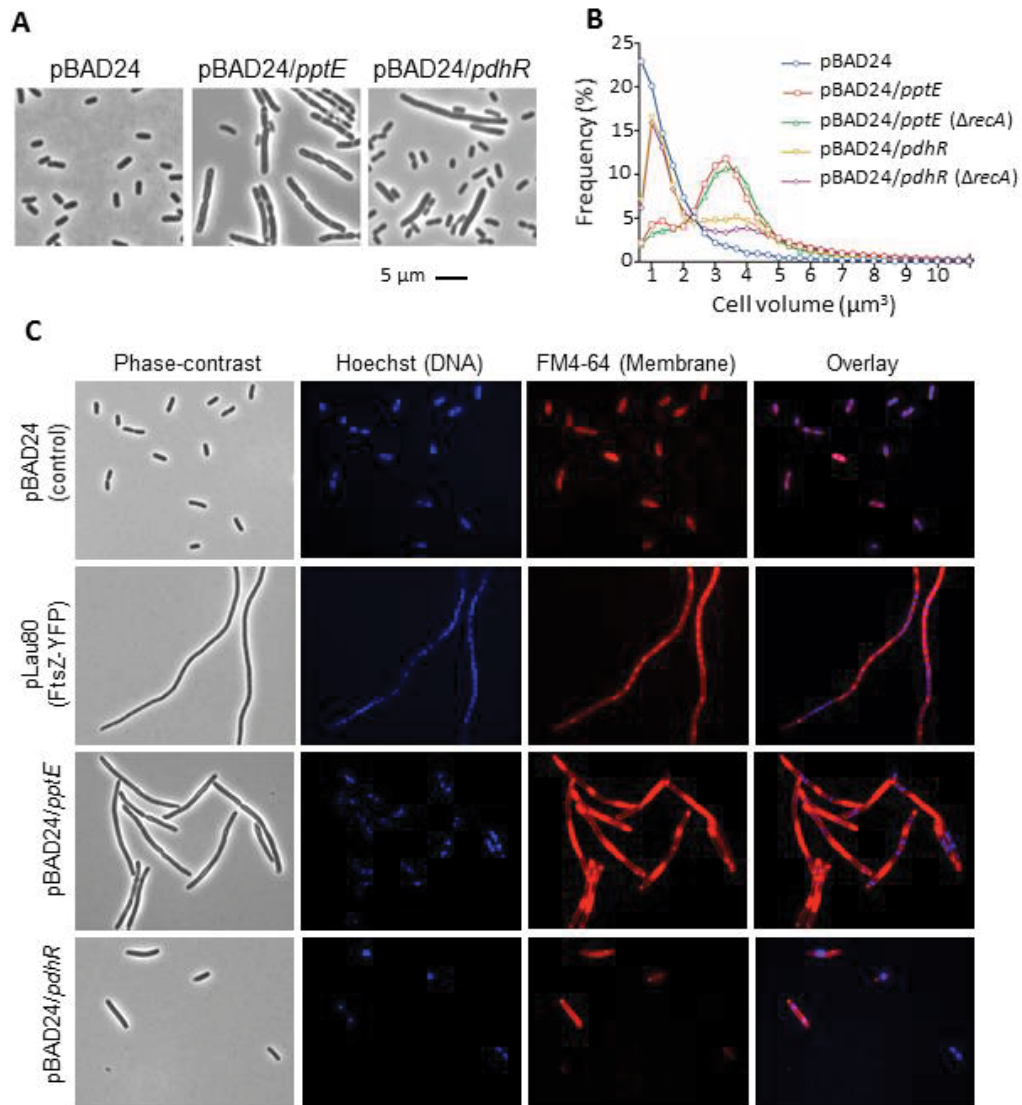 A
pBAD24
pBAD24/pptE
pBAD24/pdhR
5 µm
B
25
20
15
10
5
0
Frequency (%)
1 2 3 4 5 6 7 8 9 10
Cell volume (µm³)
pBAD24
pBAD24/pptE
pBAD24/pptE (ΔrecA)
pBAD24/pdhR
pBAD24/pdhR (ΔrecA)
C
Phase-contrast
Hoechst (DNA)
FM4-64 (Membrane)
Overlay
pBAD24
(control)
pLau80
(FtsZ-YFP)
pBAD24/pptE
pBAD24/pdhR